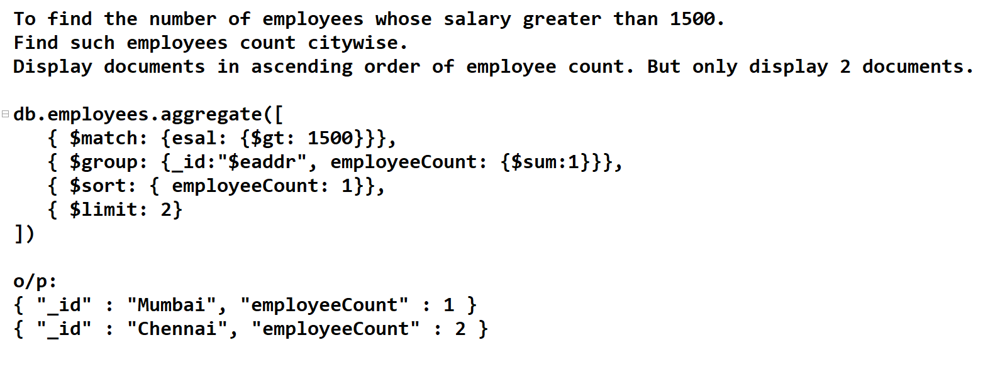 To find the number of employees whose salary greater than 1500.
Find such employees count citywise.
Display documents in ascending order of employee count. But only display 2 documents.
db.employees.aggregate([
{ $match: {esal: {$gt: 1500}}},
{ $group: {_id:"$eaddr", employeeCount: {$sum:1}}},
{ $sort: { employeeCount: 1}},
{ $limit: 2}
])
o/p:
{ "_id" : "Mumbai", "employeeCount" : 1 }
{ "_id" : "Chennai", "employeeCount" : 2 }